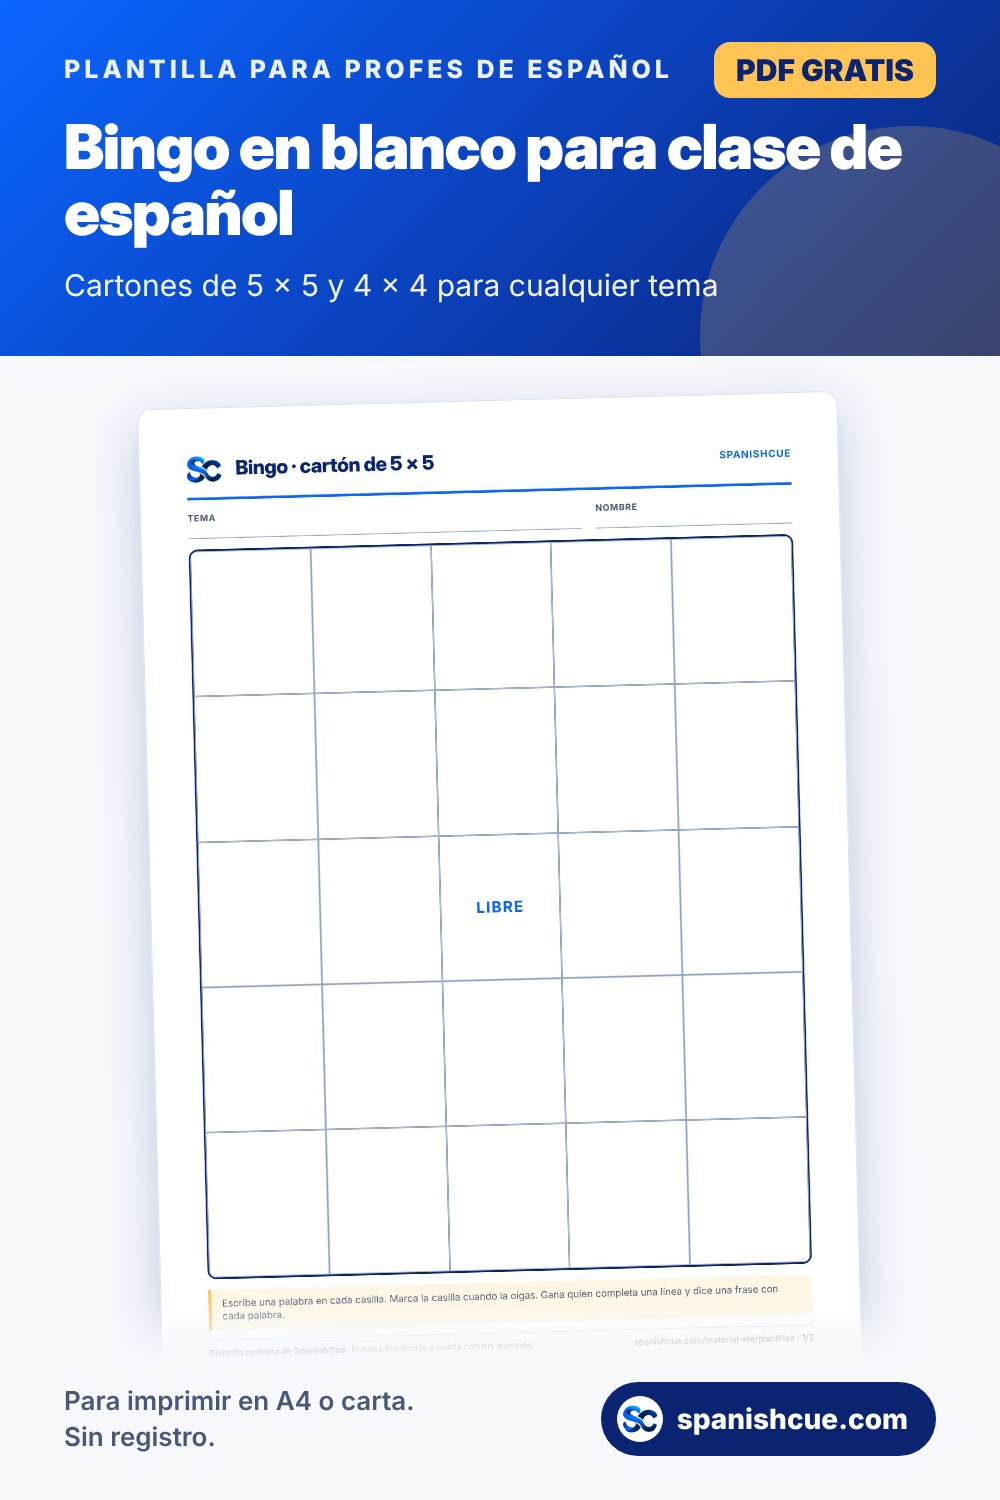 PLANTILLA PARA PROFES DE ESPAÑOL
PDF GRATIS
Bingo en blanco para clase de
español
Cartones de 5 × 5 y 4 × 4 para cualquier tema
SC Bingo · cartón de 5 × 5
SPANISHCUE
TEMA
NOMBRE
LIBRE
Escribe una palabra en cada casilla. Marca la casilla cuando la oigas. Gana quien completa una línea y dice una frase con
cada palabra.
Plantilla gratuita de SpanishCue. Puedes imprimirla y usarla con tus alumnos.
spanishcue.com/material-ele/plantillas · 1/2
Para imprimir en A4 o carta.
Sin registro.
SC spanishcue.com